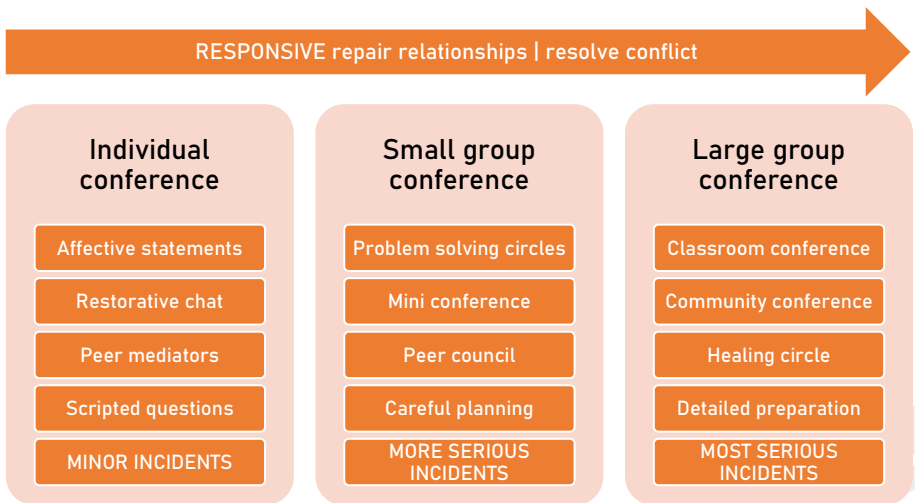 RESPONSIVE repair relationships | resolve conflict
Individual
conference
Affective statements
Restorative chat
Peer mediators
Scripted questions
MINOR INCIDENTS
Small group
conference
Problem solving circles
Mini conference
Peer council
Careful planning
MORE SERIOUS
INCIDENTS
Large group
conference
Classroom conference
Community conference
Healing circle
Detailed preparation
MOST SERIOUS
INCIDENTS